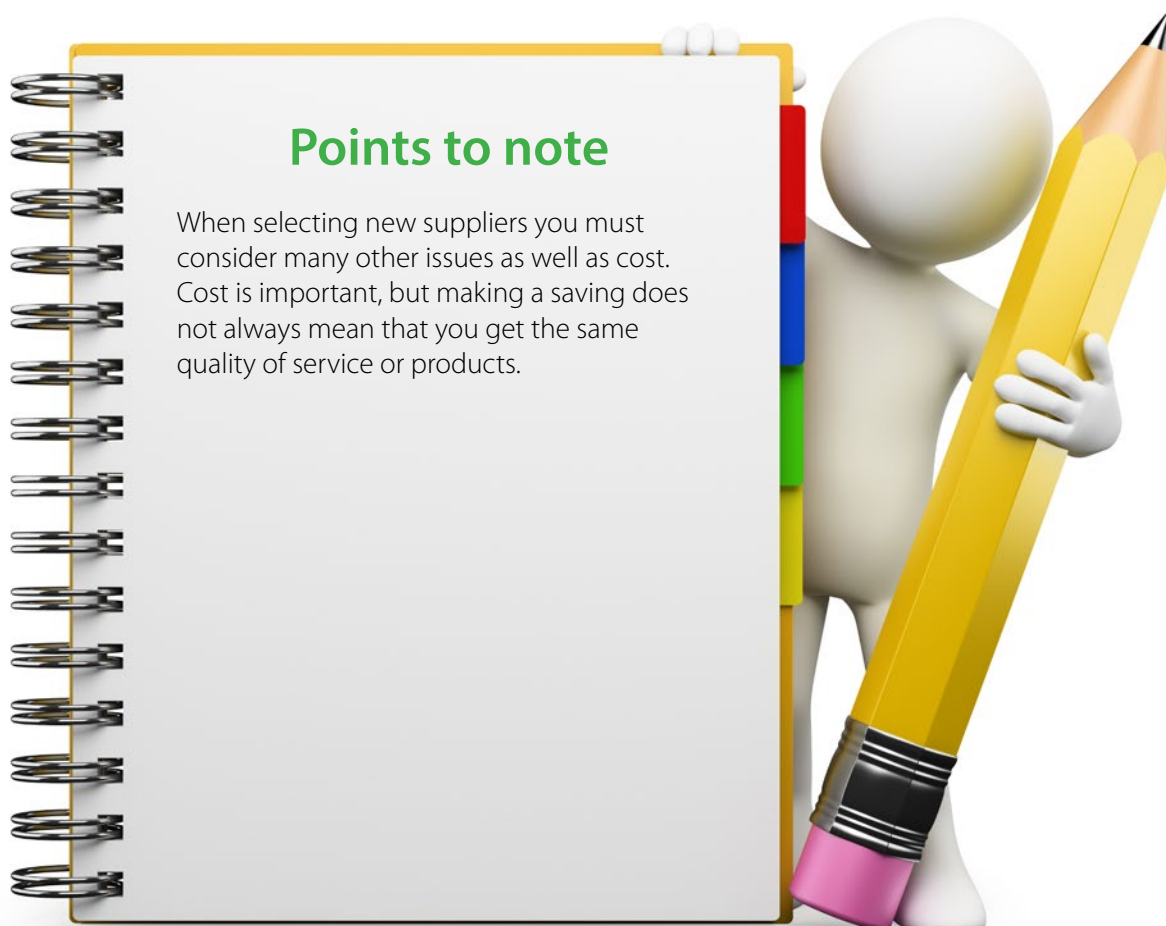 Points to note
When selecting new suppliers you must
consider many other issues as well as cost.
Cost is important, but making a saving does
not always mean that you get the same
quality of service or products.